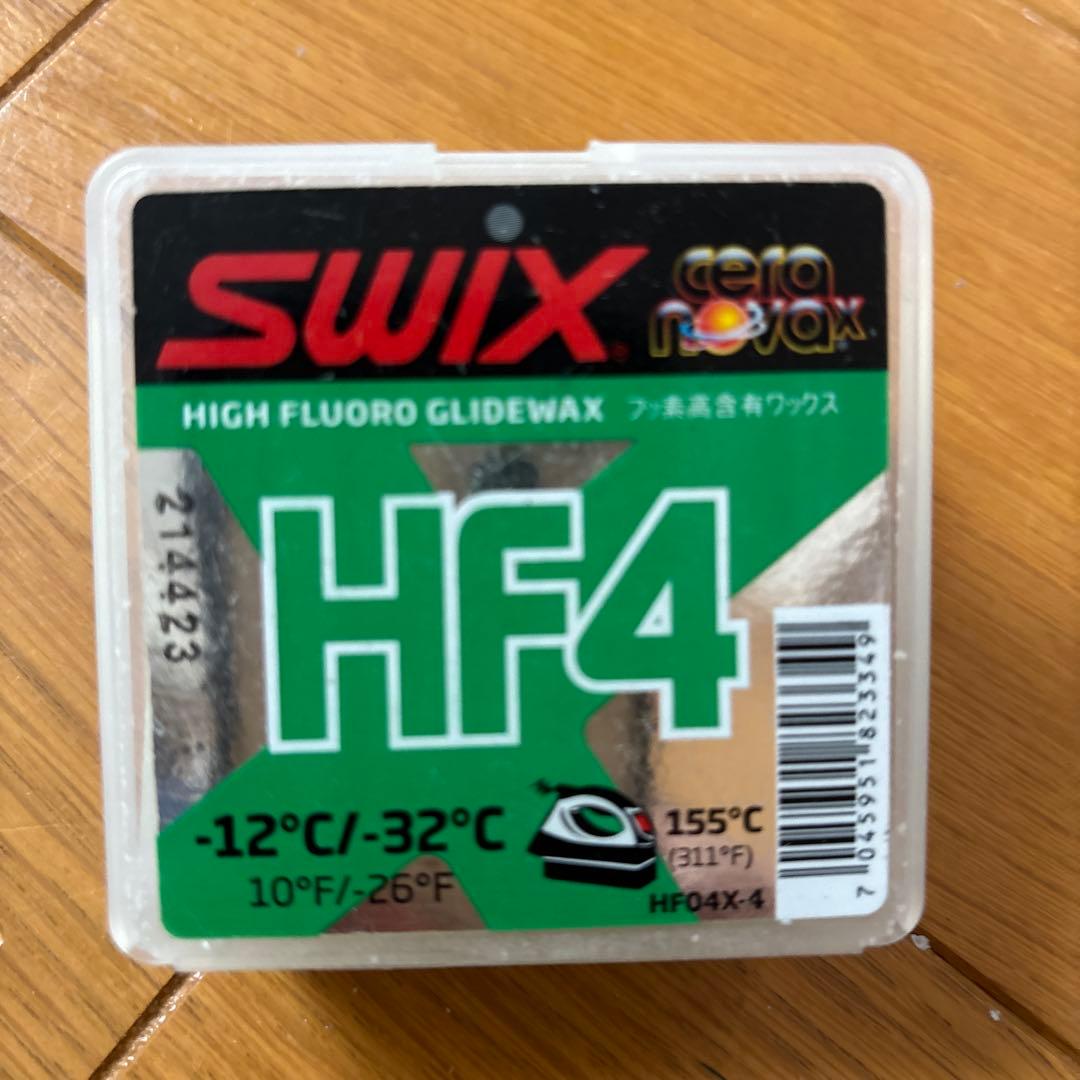 SWIX®
cera novax
HIGH FLUORO GLIDEWAX フッ素高含有ワックス
214423
HF4
-12°C/-32°C
10°F/-26°F
155°C
(311°F)
HF04X-4
7 045951 823349